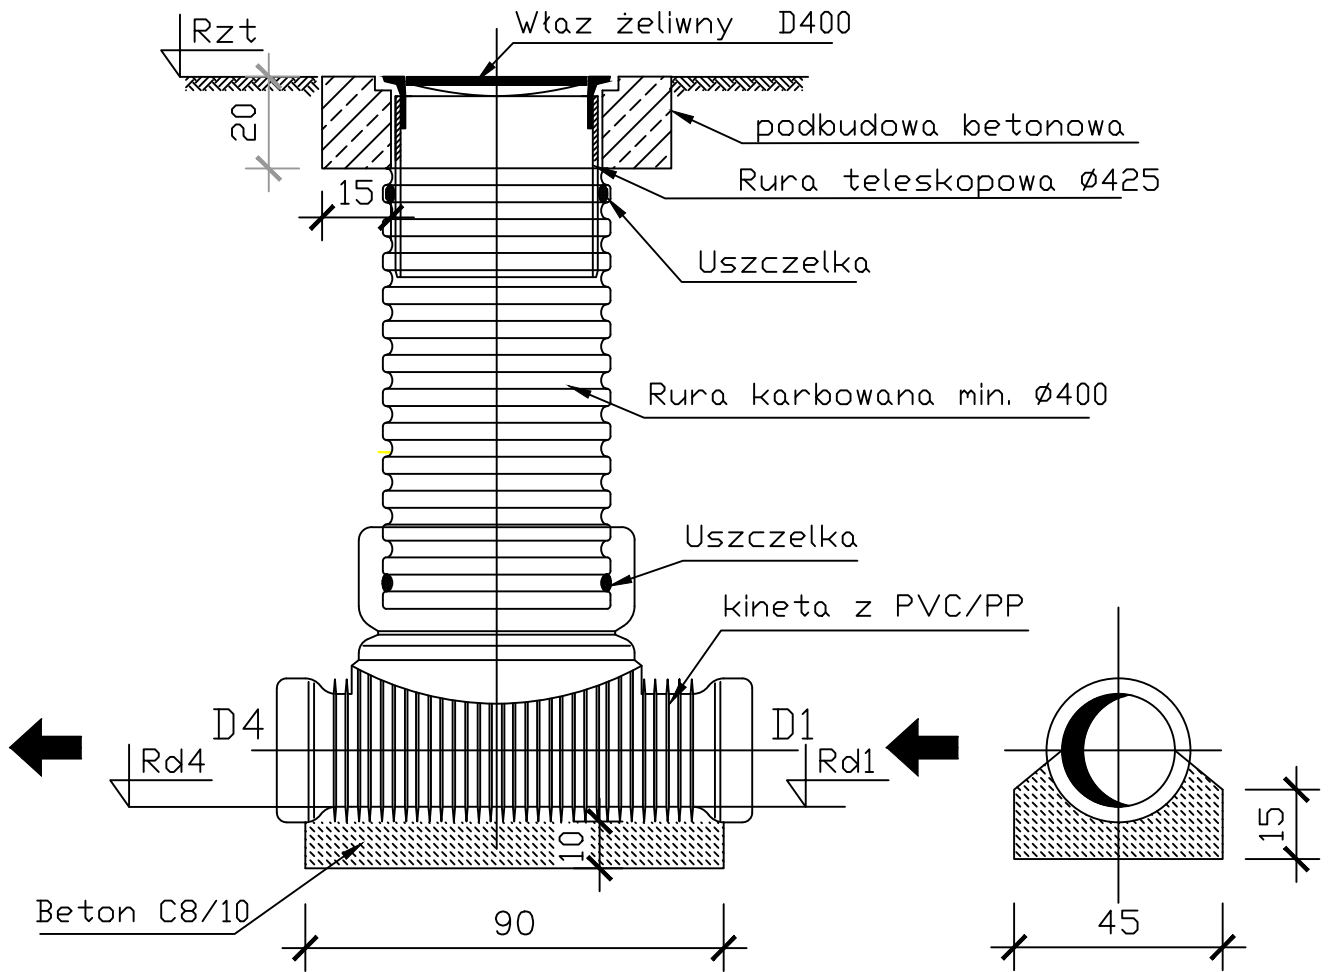 Rzt
Właz żeliwny D400
20
podbudowa betonowa
Rura teleskopowa Ø425
15
Uszczelka
Rura karbowana min. Ø400
Uszczelka
kineta z PVC/PP
D4
D1
Rd4
Rd1
10
15
Beton C8/10
90
45